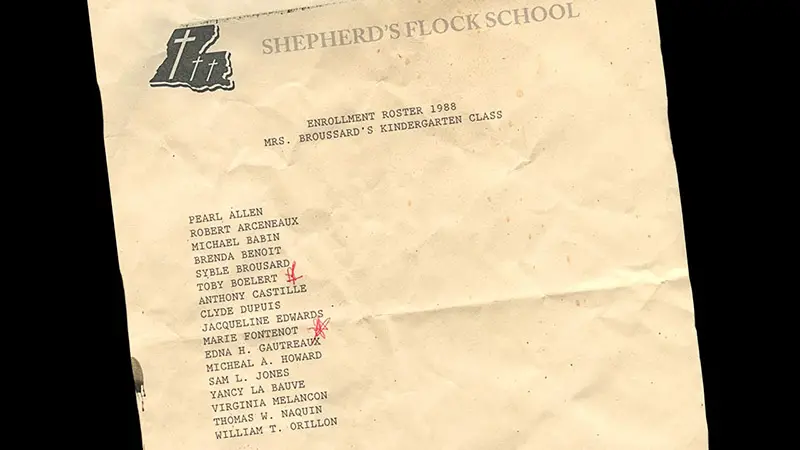 SHEPHERD'S FLOCK SCHOOL
ENROLLMENT ROSTER 1988
MRS. BROUSSARD'S KINDERGARTEN CLASS
PEARL ALLEN
ROBERT ARCENEAUX
MICHAEL BABIN
BRENDA BENOIT
SYBLE BROUSARD
TOBY BOELERT
ANTHONY CASTILLE
CLYDE DUPUIS
JACQUELINE EDWARDS
MARIE FONTENOT
EDNA H. GAUTREAUX
MICHEAL A. HOWARD
SAM L. JONES
YANCY LA BAUVE
VIRGINIA MELANCON
THOMAS W. NAQUIN
WILLIAM T. ORILLON